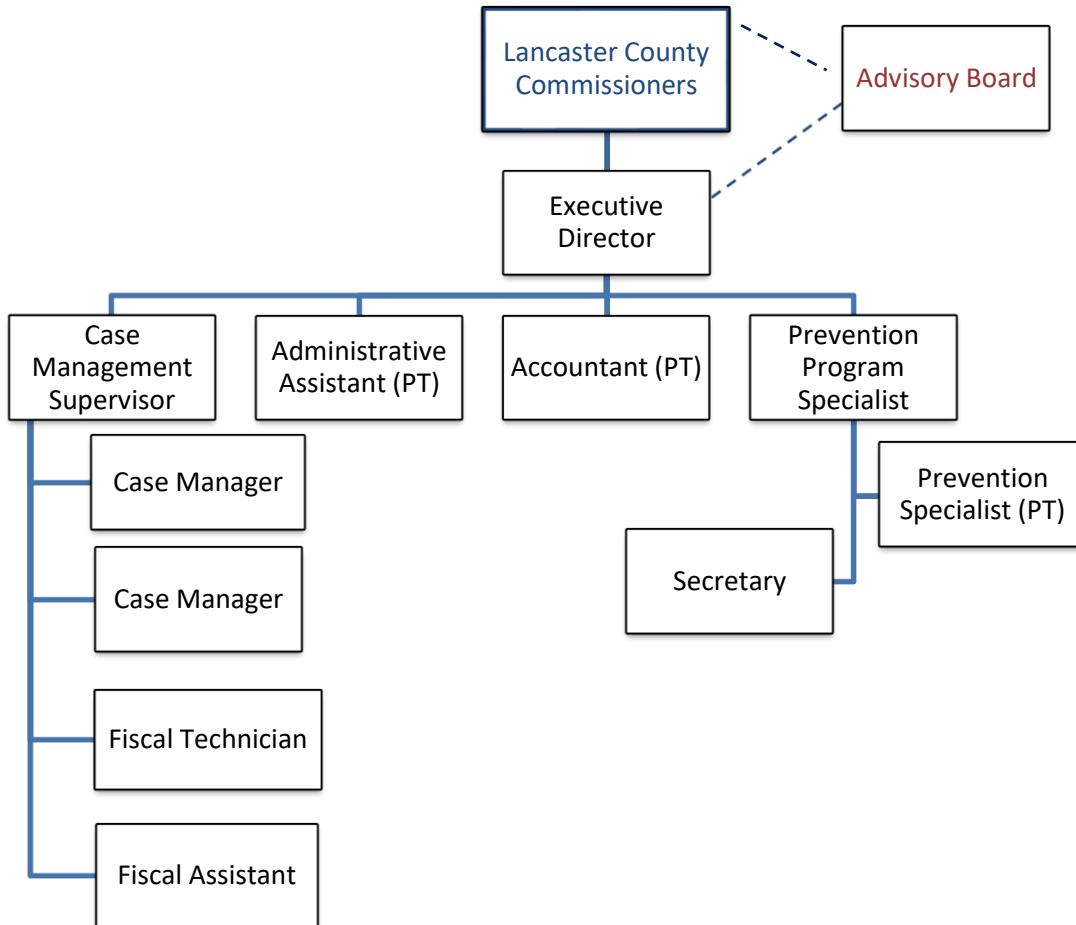 Lancaster County
Commissioners
Advisory Board
Executive
Director
Case
Management
Supervisor
Administrative
Assistant (PT)
Accountant (PT)
Prevention
Program
Specialist
Case Manager
Prevention
Specialist (PT)
Case Manager
Secretary
Fiscal Technician
Fiscal Assistant